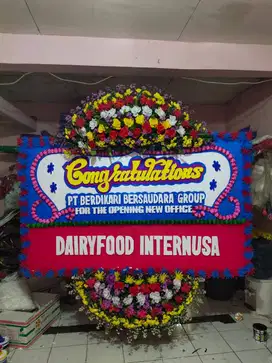 Congratulations
PT BERDIKARI BERSAUDARA GROUP
FOR THE OPENING NEW OFFICE
DAIRYFOOD INTERNUSA